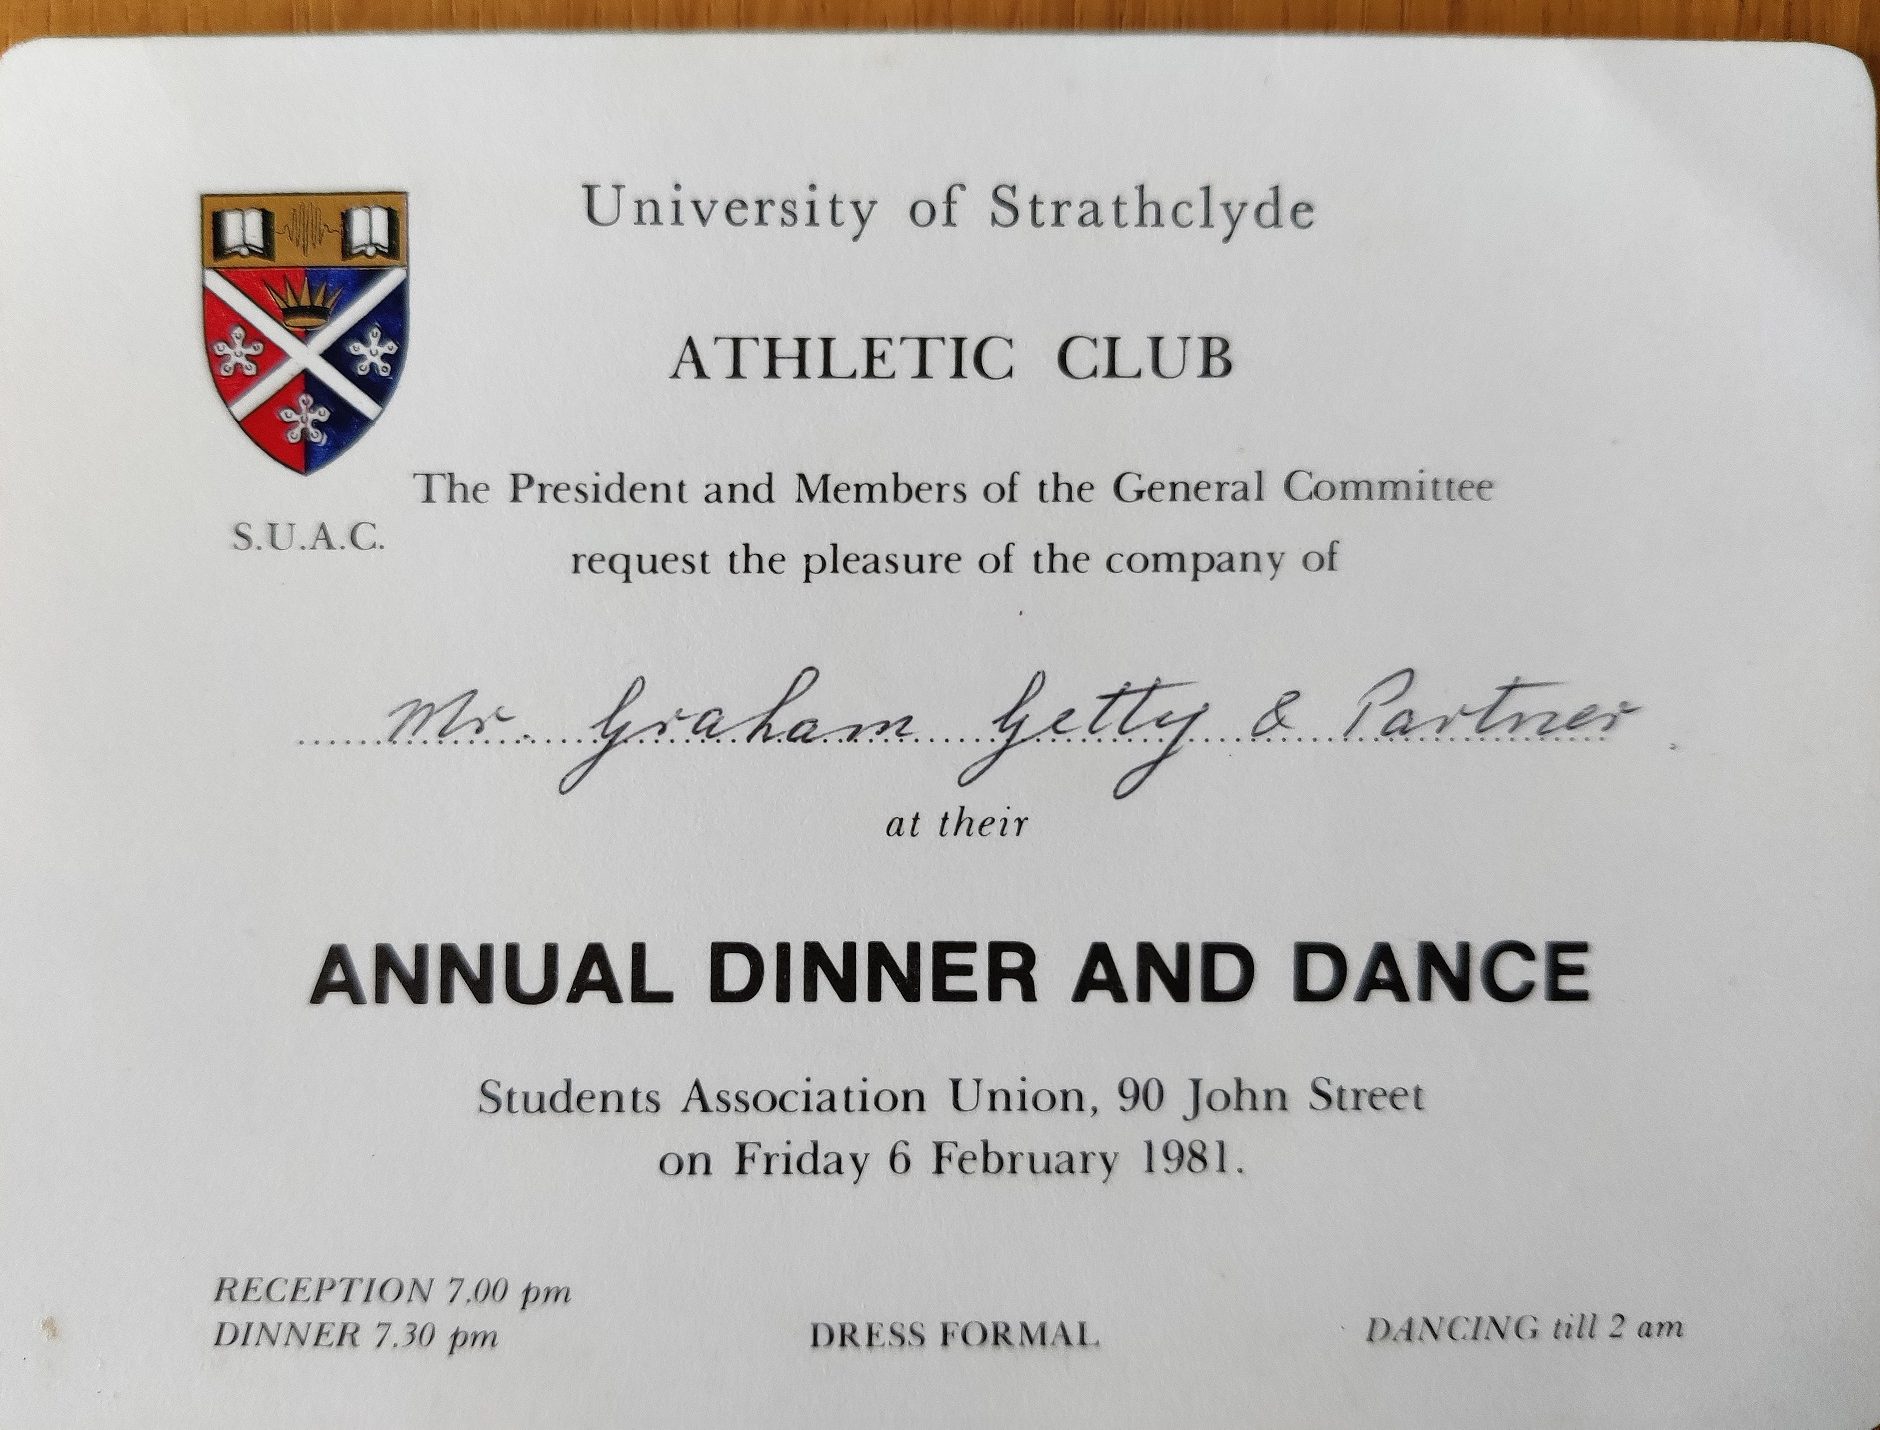 University of Strathclyde
ATHLETIC CLUB
S.U.A.C.
The President and Members of the General Committee
request the pleasure of the company of
Mr. Graham Getty & Partner
at their
ANNUAL DINNER AND DANCE
Students Association Union, 90 John Street
on Friday 6 February 1981.
RECEPTION 7.00 pm
DINNER 7.30 pm
DRESS FORMAL
DANCING till 2 am